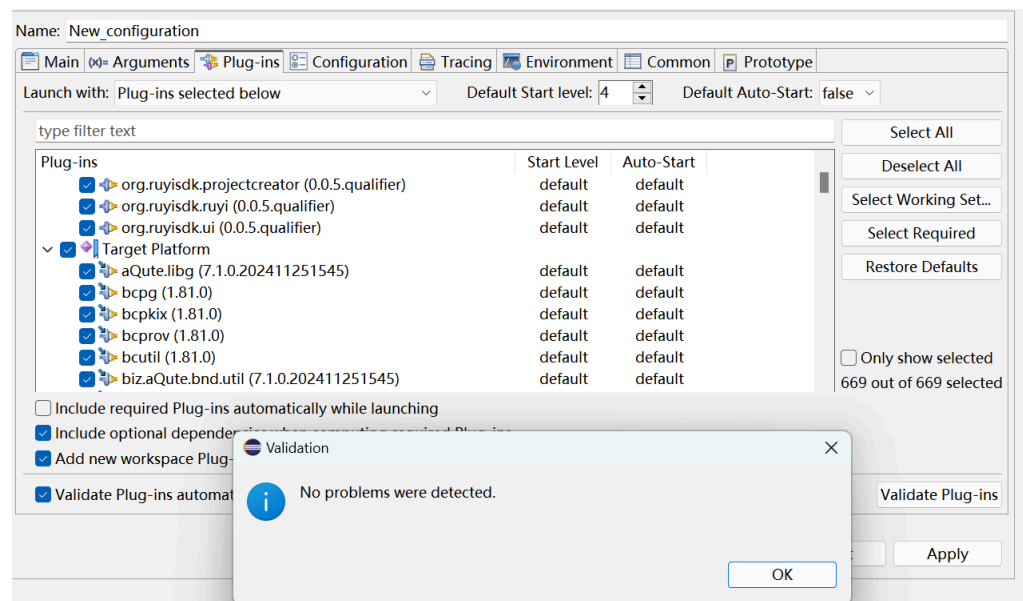 Name: New_configuration
Main (x)= Arguments Plug-ins Configuration Tracing Environment Common P Prototype
Launch with: Plug-ins selected below Default Start level: 4 Default Auto-Start: false
type filter text Select All
Plug-ins Start Level Auto-Start Deselect All
org.ruyisdk.projectcreator (0.0.5.qualifier) default default
org.ruyisdk.ruyi (0.0.5.qualifier) default default Select Working Set...
org.ruyisdk.ui (0.0.5.qualifier) default default Select Required
Target Platform
aQute.libg (7.1.0.202411251545) default default Restore Defaults
bcpg (1.81.0) default default
bcpkix (1.81.0) default default
bcprov (1.81.0) default default
bcutil (1.81.0) default default Only show selected
biz.aQute.bnd.util (7.1.0.202411251545) default default 669 out of 669 selected
Include required Plug-ins automatically while launching
Include optional dependencies when computing required Plug-ins
Add new workspace Plug-
Validation
Validate Plug-ins automat No problems were detected. Validate Plug-ins
Apply
OK